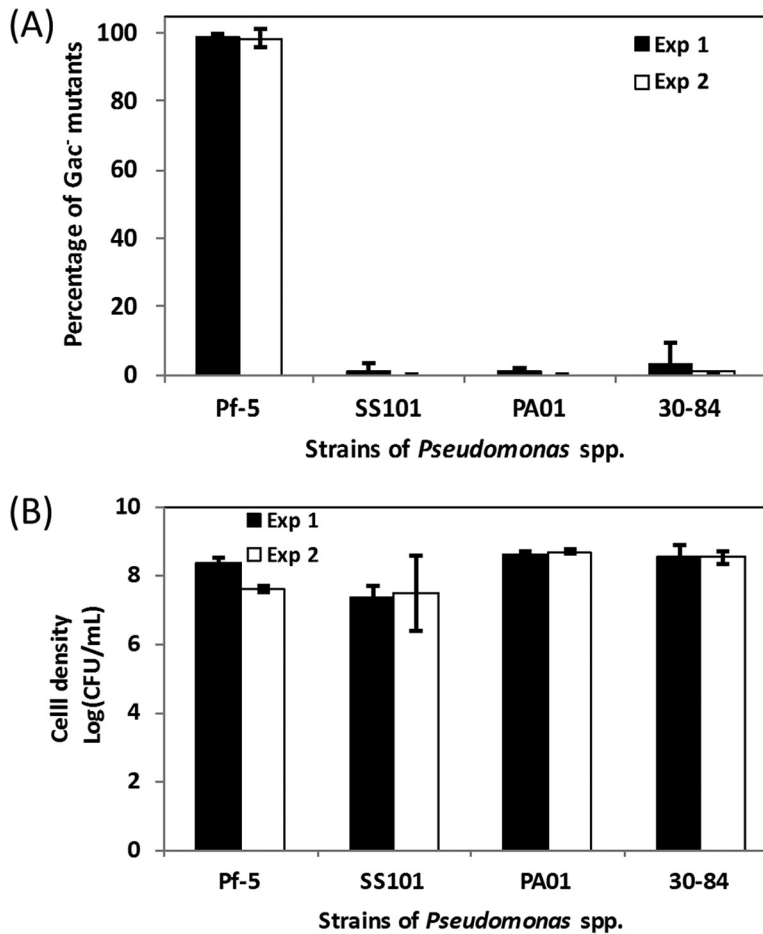 (A)
Percentage of Gac⁻ mutants
100
80
60
40
20
0
Exp 1
Exp 2
Pf-5 SS101 PA01 30-84
Strains of Pseudomonas spp.
(B)
Celll density
Log(CFU/mL)
10
8
6
4
2
0
Exp 1
Exp 2
Pf-5 SS101 PA01 30-84
Strains of Pseudomonas spp.